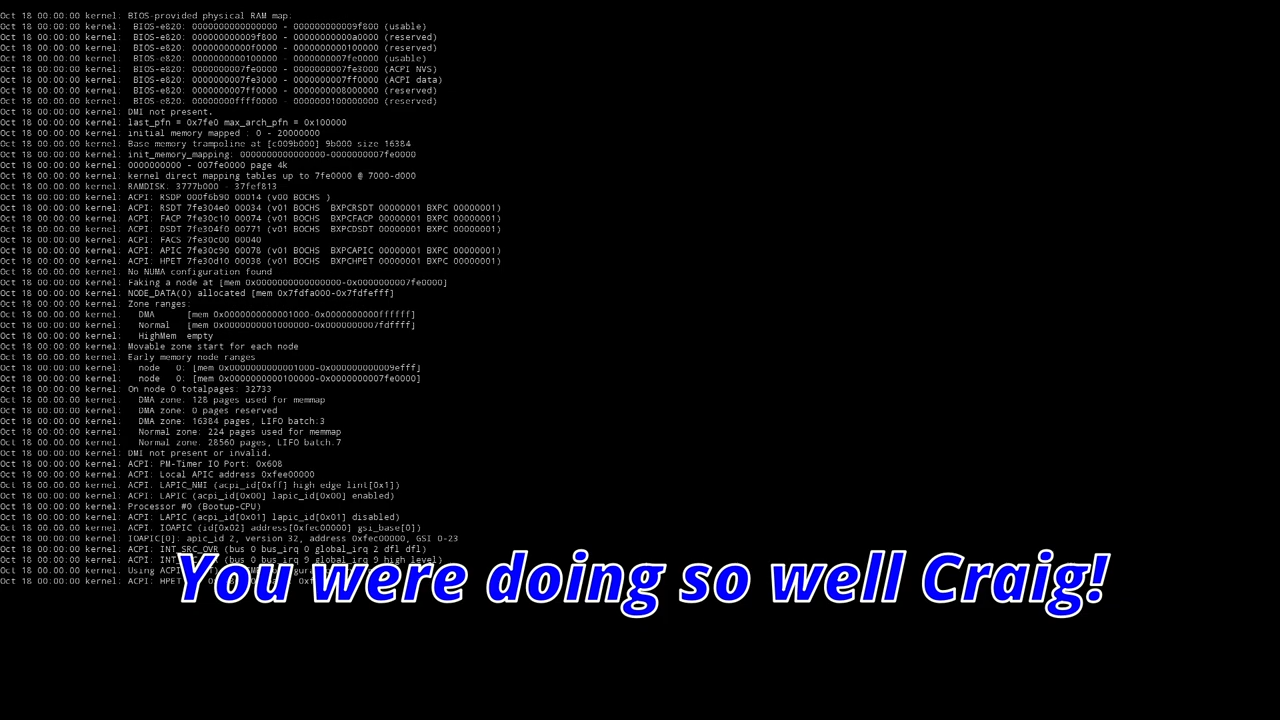 Oct 18 00:00:00 kernel: BIOS-provided physical RAM map:
Oct 18 00:00:00 kernel:  BIOS-e820: 0000000000000000 - 000000000009f800 (usable)
Oct 18 00:00:00 kernel:  BIOS-e820: 000000000009f800 - 00000000000a0000 (reserved)
Oct 18 00:00:00 kernel:  BIOS-e820: 00000000000f0000 - 0000000000100000 (reserved)
Oct 18 00:00:00 kernel:  BIOS-e820: 0000000000100000 - 0000000007fe0000 (usable)
Oct 18 00:00:00 kernel:  BIOS-e820: 0000000007fe0000 - 0000000007fe3000 (ACPI NVS)
Oct 18 00:00:00 kernel:  BIOS-e820: 0000000007fe3000 - 0000000007ff0000 (ACPI data)
Oct 18 00:00:00 kernel:  BIOS-e820: 0000000007ff0000 - 0000000008000000 (reserved)
Oct 18 00:00:00 kernel:  BIOS-e820: 00000000ffff0000 - 0000000100000000 (reserved)
Oct 18 00:00:00 kernel: DMI not present.
Oct 18 00:00:00 kernel: last_pfn = 0x7fe0 max_arch_pfn = 0x100000
Oct 18 00:00:00 kernel: initial memory mapped : 0 - 20000000
Oct 18 00:00:00 kernel: Base memory trampoline at [c009b000] 9b000 size 16384
Oct 18 00:00:00 kernel: init_memory_mapping: 0000000000000000-0000000007fe0000
Oct 18 00:00:00 kernel: 0000000000 - 007fe0000 page 4k
Oct 18 00:00:00 kernel: kernel direct mapping tables up to 7fe0000 @ 7000-d000
Oct 18 00:00:00 kernel: RAMDISK: 3777b000 - 37fef813
Oct 18 00:00:00 kernel: ACPI: RSDP 000f6b90 00014 (v00 BOCHS )
Oct 18 00:00:00 kernel: ACPI: RSDT 7fe304e0 00034 (v01 BOCHS  BXPCRSDT 00000001 BXPC 00000001)
Oct 18 00:00:00 kernel: ACPI: FACP 7fe30c10 00074 (v01 BOCHS  BXPCFACP 00000001 BXPC 00000001)
Oct 18 00:00:00 kernel: ACPI: DSDT 7fe304f0 00771 (v01 BOCHS  BXPCDSDT 00000001 BXPC 00000001)
Oct 18 00:00:00 kernel: ACPI: FACS 7fe30c00 00040
Oct 18 00:00:00 kernel: ACPI: APIC 7fe30c90 00078 (v01 BOCHS  BXPCAPIC 00000001 BXPC 00000001)
Oct 18 00:00:00 kernel: ACPI: HPET 7fe30d10 00038 (v01 BOCHS  BXPCHPET 00000001 BXPC 00000001)
Oct 18 00:00:00 kernel: No NUMA configuration found
Oct 18 00:00:00 kernel: Faking a node at [mem 0x0000000000000000-0x0000000007fe0000]
Oct 18 00:00:00 kernel: NODE_DATA(0) allocated [mem 0x7fdfa000-0x7fdfefff]
Oct 18 00:00:00 kernel: Zone ranges:
Oct 18 00:00:00 kernel:   DMA      [mem 0x0000000000001000-0x0000000000ffffff]
Oct 18 00:00:00 kernel:   Normal   [mem 0x0000000001000000-0x0000000007fdffff]
Oct 18 00:00:00 kernel:   HighMem  empty
Oct 18 00:00:00 kernel: Movable zone start for each node
Oct 18 00:00:00 kernel: Early memory node ranges
Oct 18 00:00:00 kernel:   node   0: [mem 0x0000000000001000-0x000000000009efff]
Oct 18 00:00:00 kernel:   node   0: [mem 0x0000000000100000-0x0000000007fe0000]
Oct 18 00:00:00 kernel: On node 0 totalpages: 32733
Oct 18 00:00:00 kernel:   DMA zone: 128 pages used for memmap
Oct 18 00:00:00 kernel:   DMA zone: 0 pages reserved
Oct 18 00:00:00 kernel:   DMA zone: 16384 pages, LIFO batch:3
Oct 18 00:00:00 kernel:   Normal zone: 224 pages used for memmap
Oct 18 00:00:00 kernel:   Normal zone: 28560 pages, LIFO batch:7
Oct 18 00:00:00 kernel: DMI not present or invalid.
Oct 18 00:00:00 kernel: ACPI: PM-Timer IO Port: 0x608
Oct 18 00:00:00 kernel: ACPI: Local APIC address 0xfee00000
Oct 18 00:00:00 kernel: ACPI: LAPIC_NMI (acpi_id[0xff] high edge lint[0x1])
Oct 18 00:00:00 kernel: ACPI: LAPIC (acpi_id[0x00] lapic_id[0x00] enabled)
Oct 18 00:00:00 kernel: Processor #0 (Bootup-CPU)
Oct 18 00:00:00 kernel: ACPI: LAPIC (acpi_id[0x01] lapic_id[0x01] disabled)
Oct 18 00:00:00 kernel: ACPI: IOAPIC (id[0x02] address[0xfec00000] gsi_base[0])
Oct 18 00:00:00 kernel: IOAPIC[0]: apic_id 2, version 32, address 0xfec00000, GSI 0-23
Oct 18 00:00:00 kernel: ACPI: INT_SRC_OVR (bus 0 bus_irq 0 global_irq 2 dfl dfl)
Oct 18 00:00:00 kernel: ACPI: (bus 0 bus_irq 9 global_irq 9 high level)
Oct 18 00:00:00 kernel: Using
Oct 18 00:00:00 kernel: ACPI: HPET
You were doing so well Craig!